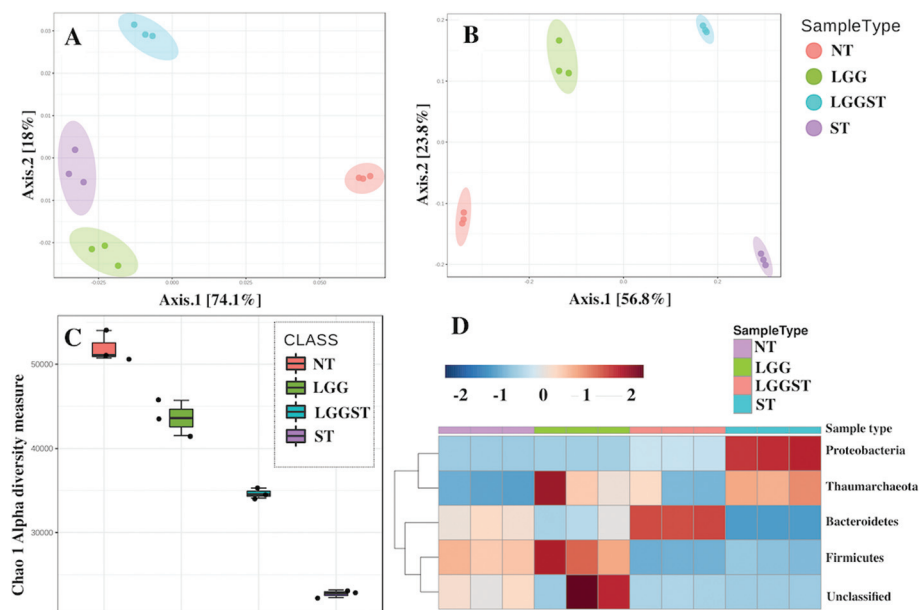 A
Axis.2 [18%]
0.03
0.01
0.00
-0.01
-0.02
-0.025
0.000
0.025
0.000
Axis.1 [74.1%]
B
Axis.2 [23.8%]
0.2
0.1
0.0
-0.1
-0.2
-0.2
0.0
0.2
Axis.1 [56.8%]
SampleType
NT
LGG
LGGST
ST
C
Chao 1 Alpha diversity measure
50000
40000
30000
CLASS
NT
LGG
LGGST
ST
D
-2 -1 0 1 2
SampleType
NT
LGG
LGGST
ST
Sample type
Proteobacteria
Thaumarchaeota
Bacteroidetes
Firmicutes
Unclassified